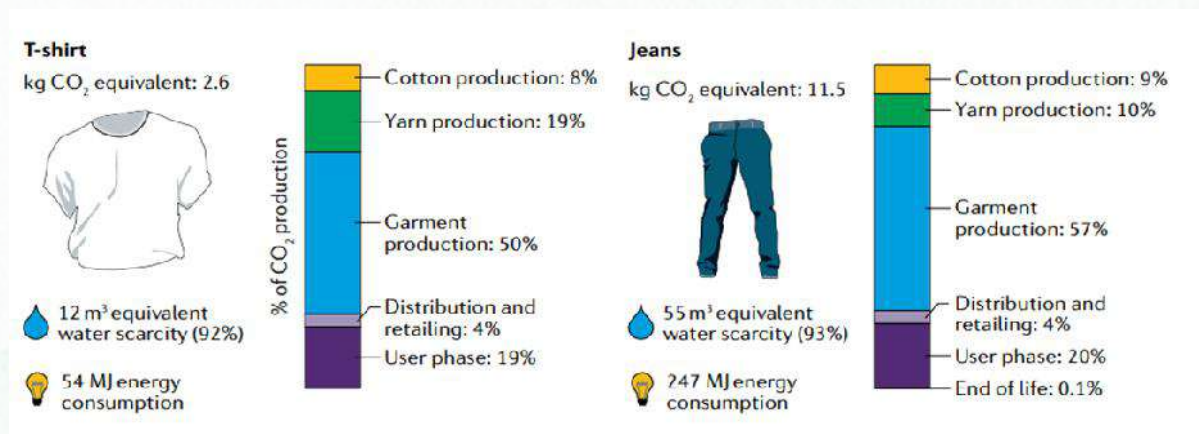 T-shirt
kg CO₂ equivalent: 2.6
12 m³ equivalent
water scarcity (92%)
54 MJ energy
consumption
% of CO₂ production
Cotton production: 8%
Yarn production: 19%
Garment
production: 50%
Distribution and
retailing: 4%
User phase: 19%
Jeans
kg CO₂ equivalent: 11.5
55 m³ equivalent
water scarcity (93%)
247 MJ energy
consumption
Cotton production: 9%
Yarn production: 10%
Garment
production: 57%
Distribution and
retailing: 4%
User phase: 20%
End of life: 0.1%